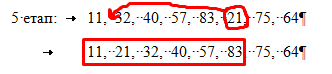 5 етап: → 11, 32, 40, 57, 83, 21, 75, 64¶
→ 11, 21, 32, 40, 57, 83, 75, 64¶